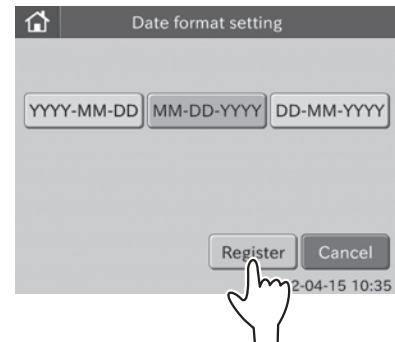 Date format setting
YYYY-MM-DD MM-DD-YYYY DD-MM-YYYY
Register Cancel
2-04-15 10:35